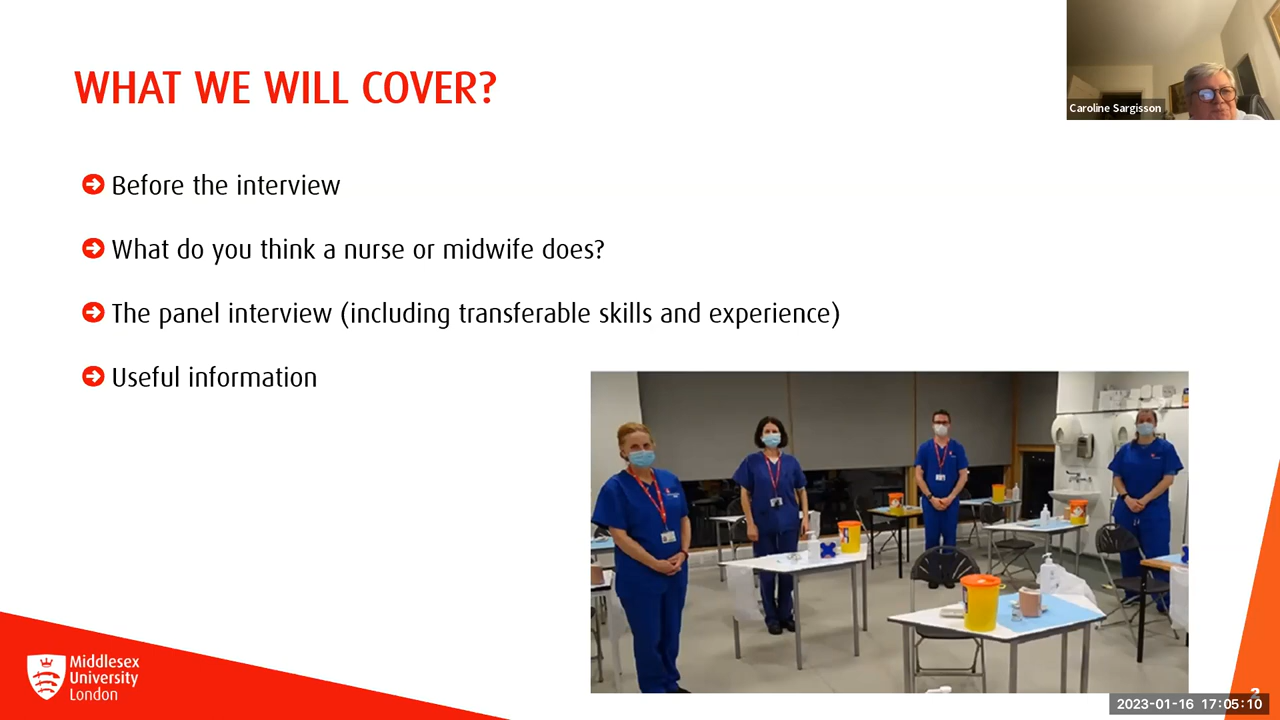 WHAT WE WILL COVER?
Caroline Sargisson
Before the interview
What do you think a nurse or midwife does?
The panel interview (including transferable skills and experience)
Useful information
Middlesex
University
London
2
2023-01-16 17:05:10